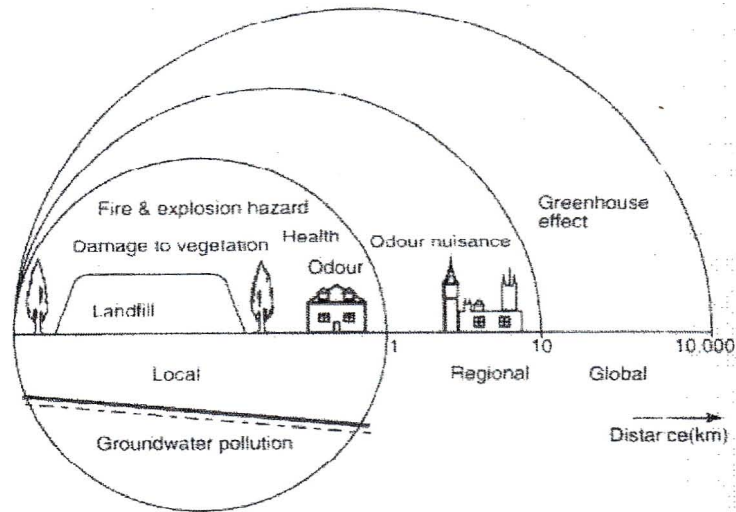 Fire & explosion hazard
Damage to vegetation
Health
Odour
Odour nuisance
Greenhouse
effect
Landfill
1
10
10.000
Local
Regional
Global
Groundwater pollution
Distar ce(km)